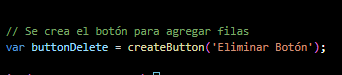 // Se crea el botón para agregar filas
var buttonDelete = createButton('Eliminar Botón');